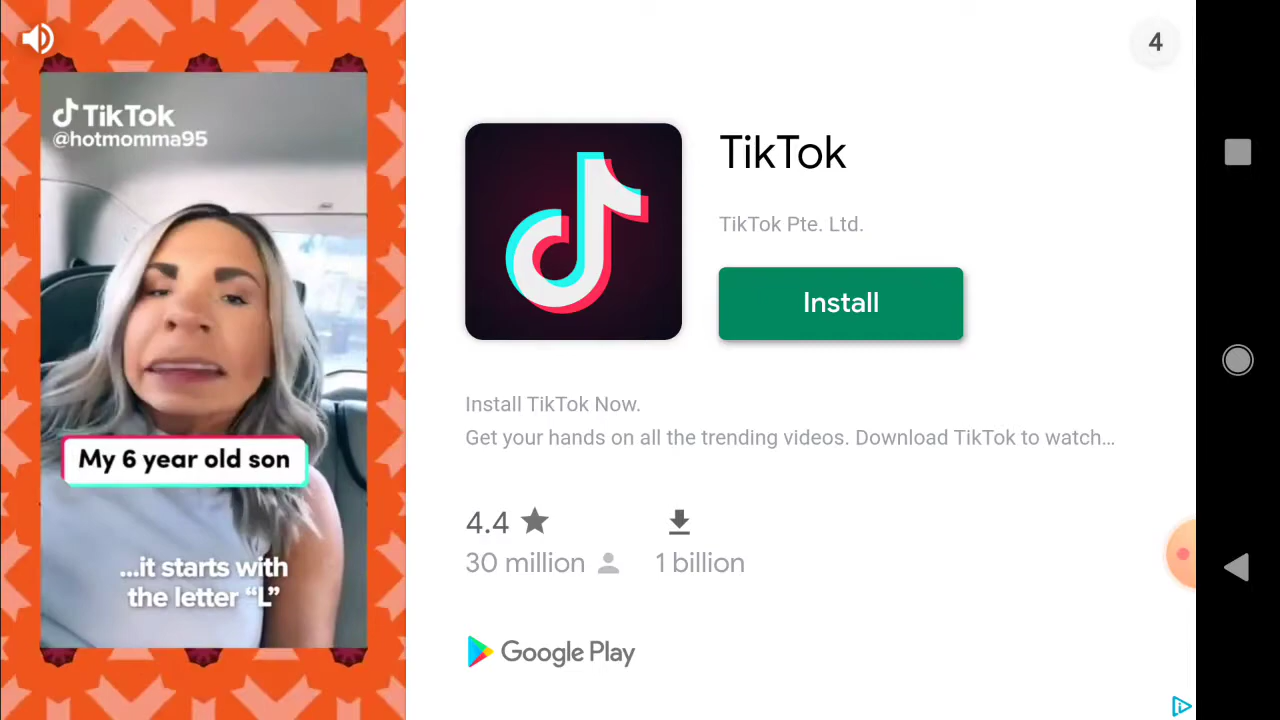 TikTok
@hotmomma95
My 6 year old son
...it starts with
the letter “L”
4
TikTok
TikTok Pte. Ltd.
Install
Install TikTok Now.
Get your hands on all the trending videos. Download TikTok to watch...
4.4
30 million
1 billion
Google Play